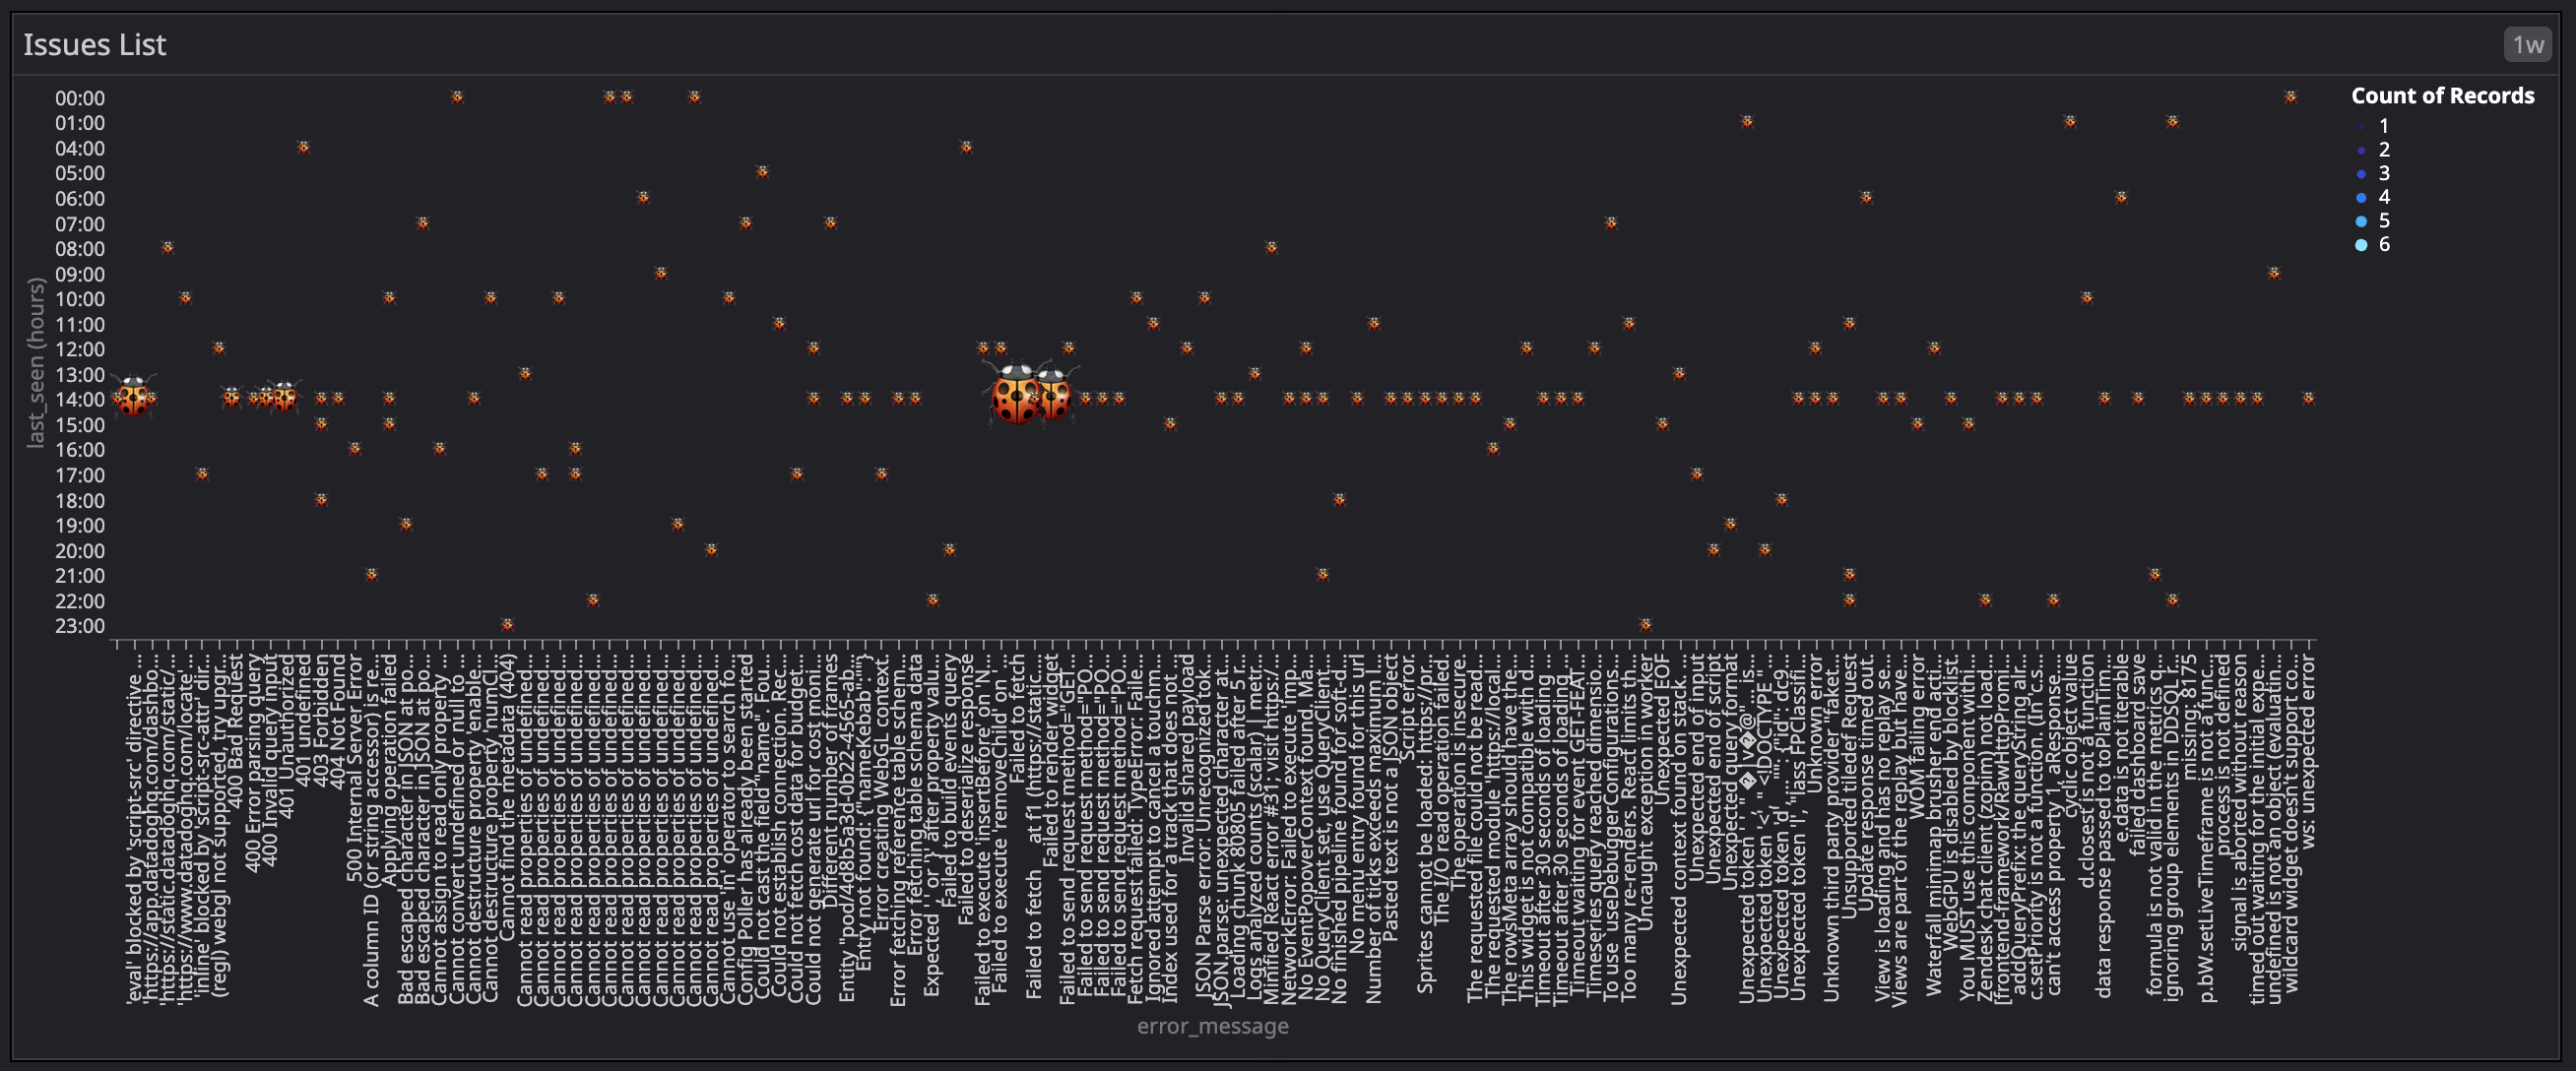 Issues List
1w
00:00
01:00
04:00
05:00
06:00
07:00
08:00
09:00
10:00
11:00
12:00
13:00
14:00
15:00
16:00
17:00
18:00
19:00
20:00
21:00
22:00
23:00
last_seen (hours)
Count of Records
1
2
3
4
5
6
'eval' blocked by 'script-src' directive…
'https://app.datadoghq.com/dashbo…
'https://static.datadoghq.com/static/…
'https://www.datadoghq.com/locate'…
'inline' blocked by 'script-src-attr' dir…
(regl) webgl not supported, try upgr…
400 Bad Request
400 Error parsing query
400 Invalid query input
401 Unauthorized
401 undefined
403 Forbidden
404 Not Found
500 Internal Server Error
A column ID (or string accessor) is re…
Applying operation failed
Bad escaped character in JSON at po…
Bad escaped character in JSON at po…
Cannot assign to read only property …
Cannot convert undefined or null to…
Cannot destructure property 'enable…
Cannot destructure property 'numCl…
Cannot find the metadata (404)
Cannot read properties of undefined…
Cannot read properties of undefined…
Cannot read properties of undefined…
Cannot read properties of undefined…
Cannot read properties of undefined…
Cannot read properties of undefined…
Cannot read properties of undefined…
Cannot read properties of undefined…
Cannot read properties of undefined…
Cannot read properties of undefined…
Cannot read properties of undefined…
Cannot read properties of undefined…
Cannot use 'in' operator to search fo…
Config Poller has already been started
Could not cast the field "name". Fou…
Could not establish connection. Rec…
Could not fetch cost data for budget…
Could not generate url for cost moni…
Different number of frames
Entity "pod/4d8b5a3d-0b22-4565-ab…
Entry not found: {"nameKebab":""}
Error creating WebGL context.
Error fetching reference table schem…
Error fetching table schema data
Expected ',' or '}' after property valu…
Failed to build events query
Failed to deserialize response
Failed to execute 'insertBefore' on 'N…
Failed to execute 'removeChild' on '…
Failed to fetch
Failed to fetch at f1 (https://static…
Failed to render widget
Failed to send request method="GET…
Failed to send request method="PO…
Failed to send request method="PO…
Failed to send request method="PO…
Fetch request failed: TypeError: Faile…
Ignored attempt to cancel a touchm…
Index used for a track that does not…
Invalid shared payload
JSON Parse error: Unrecognized tok…
JSON.parse: unexpected character at…
Loading chunk 80805 failed after 5 r…
Logs analyzed counts (scalar) | metr…
Minified React error #31; visit https:/…
NetworkError: Failed to execute 'imp…
No EventPopoverContext found. Ma…
No QueryClient set, use QueryClient…
No finished pipeline found for soft-d…
No menu entry found for this url
Number of ticks exceeds maximum l…
Pasted text is not a JSON object
Script error.
Sprites cannot be loaded: https://pr…
The I/O read operation failed.
The operation is insecure.
The requested file could not be read…
The requested module 'https://local…
The rowsMeta array should have the…
This widget is not compatible with d…
Timeout after 30 seconds of loading …
Timeout after 30 seconds of loading…
Timeout waiting for event GET-FEAT…
Timeseries query reached dimensio…
To use `useDebuggerConfigurations…
Too many re-renders. React limits th…
Uncaught exception in worker
Unexpected EOF
Unexpected context found on stack. …
Unexpected end of input
Unexpected end of script
Unexpected query format
Unexpected token '<', "<!DOCTYPE "…
Unexpected token 'l', "lass FPClassifi…
Unknown error
Unknown third party provider "faket…
Unsupported tiledef Request
Update response timed out.
View is loading and has no replay se…
Views are part of the replay but have…
WOM failing error
Waterfall minimap brusher end acti…
WebGPU is disabled by blocklist.
You MUST use this component withi…
Zendesk chat client (zopim) not load…
[frontend-framework/RawHttpPromi…
addQueryPrefix: the queryString alr…
c.setPriority is not a function. (In 'c.s…
can't access property 1, aResponse…
cyclic object value
d.closest is not a function
data response passed to toPlainTim…
e.data is not iterable
failed dashboard save
formula is not valid in the metrics q…
ignoring group elements in DDSQL r…
missing: 8175
p.bW.setLiveTimeframe is not a func…
process is not defined
signal is aborted without reason
timed out waiting for the initial expe…
undefined is not an object (evaluatin…
wildcard widget doesn't support co…
ws: unexpected error
error_message